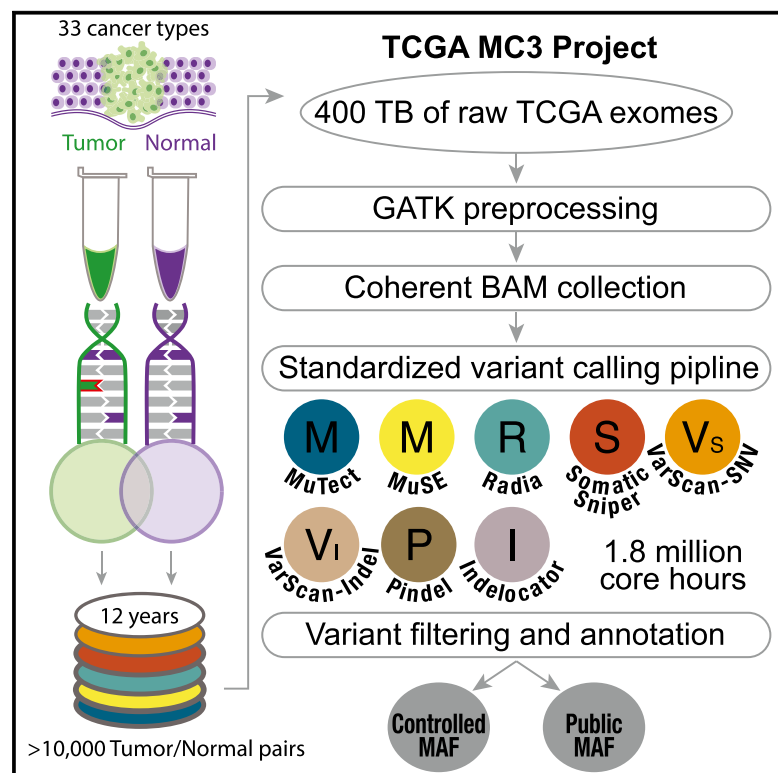 33 cancer types
Tumor Normal
12 years
>10,000 Tumor/Normal pairs
TCGA MC3 Project
400 TB of raw TCGA exomes
GATK preprocessing
Coherent BAM collection
Standardized variant calling pipline
M
MuTect
M
MuSE
R
Radia
S
Somatic
Sniper
Vs
VarScan-SNV
VI
VarScan-Indel
P
Pindel
I
Indelocator
1.8 million
core hours
Variant filtering and annotation
Controlled
MAF
Public
MAF